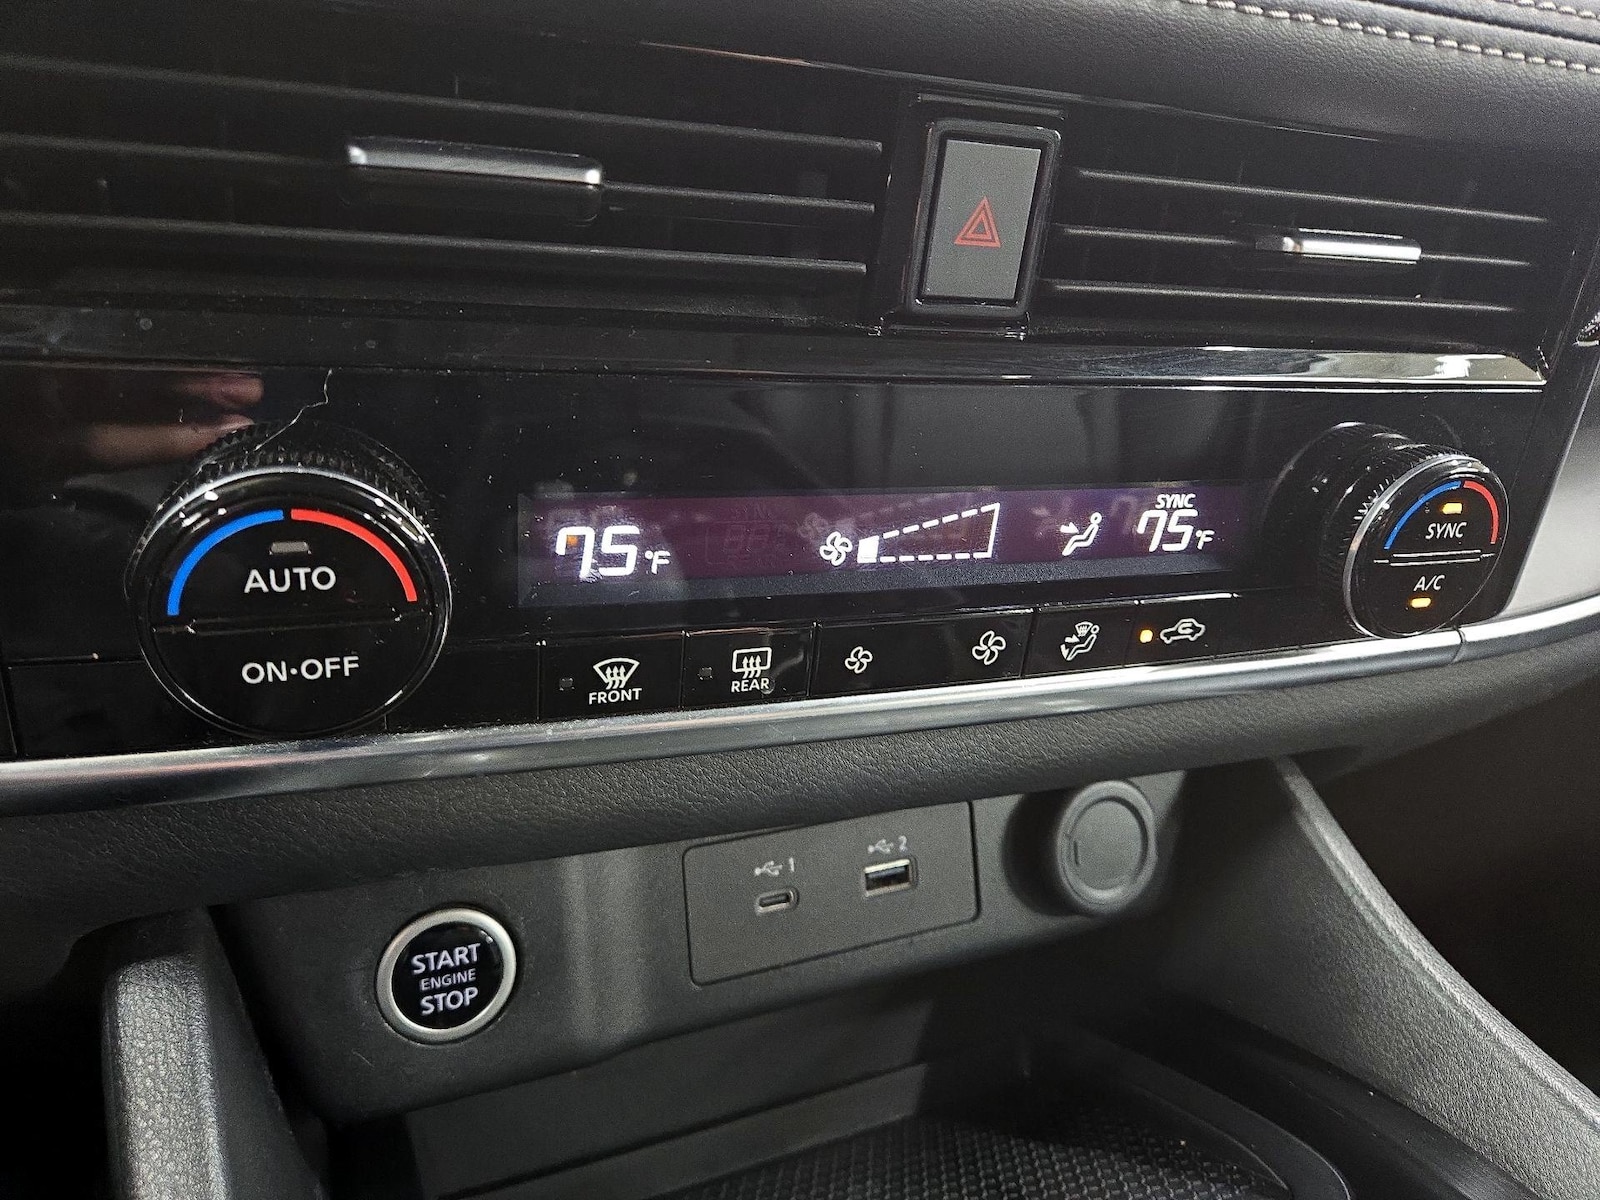 75°F
SYNC
75°F
AUTO
ON•OFF
FRONT
REAR
SYNC
A/C
1
2
START
ENGINE
STOP